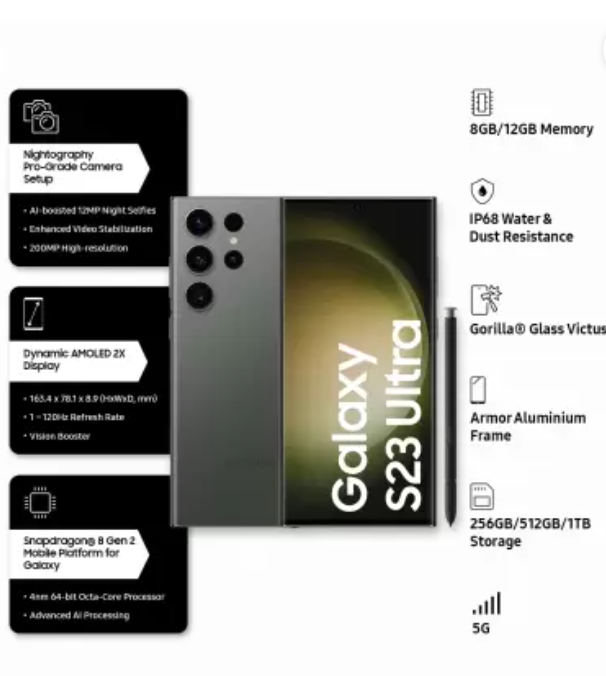 Nightography
Pro-Grade Camera
Setup
• AI-boosted 12MP Night Selfies
• Enhanced Video Stabilization
• 200MP High-resolution
Dynamic AMOLED 2X
Display
• 163.4 x 78.1 x 8.9 (HxWxD, mm)
• 1 ~ 120Hz Refresh Rate
• Vision Booster
Snapdragon® 8 Gen 2
Mobile Platform for
Galaxy
• 4nm 64-bit Octa-Core Processor
• Advanced AI Processing
Galaxy
S23 Ultra
8GB/12GB Memory
IP68 Water &
Dust Resistance
Gorilla® Glass Victus
Armor Aluminium
Frame
256GB/512GB/1TB
Storage
5G